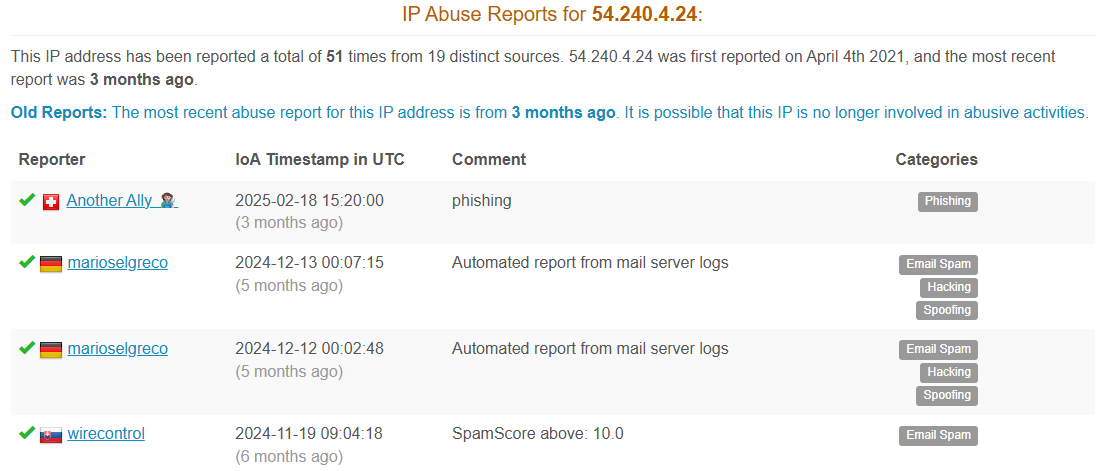 IP Abuse Reports for 54.240.4.24:
This IP address has been reported a total of 51 times from 19 distinct sources. 54.240.4.24 was first reported on April 4th 2021, and the most recent
report was 3 months ago.
Old Reports: The most recent abuse report for this IP address is from 3 months ago. It is possible that this IP is no longer involved in abusive activities.
Reporter IoA Timestamp in UTC Comment Categories
Another Ally 2025-02-18 15:20:00 phishing Phishing
(3 months ago)
marioselgreco 2024-12-13 00:07:15 Automated report from mail server logs Email Spam
(5 months ago) Hacking
Spoofing
marioselgreco 2024-12-12 00:02:48 Automated report from mail server logs Email Spam
(5 months ago) Hacking
Spoofing
wirecontrol 2024-11-19 09:04:18 SpamScore above: 10.0 Email Spam
(6 months ago)